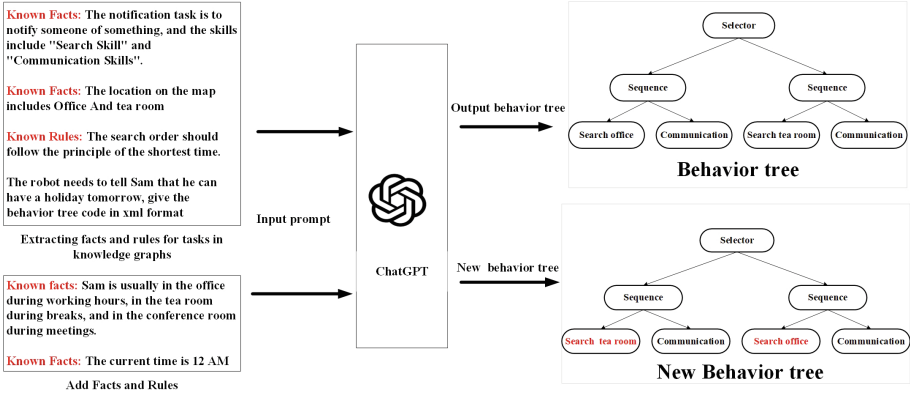 Known Facts: The notification task is to
notify someone of something, and the skills
include "Search Skill" and
"Communication Skills".
Known Facts: The location on the map
includes Office And tea room
Known Rules: The search order should
follow the principle of the shortest time.
The robot needs to tell Sam that he can
have a holiday tomorrow, give the
behavior tree code in xml format
Extracting facts and rules for tasks in
knowledge graphs
Known facts: Sam is usually in the office
during working hours, in the tea room
during breaks, and in the conference room
during meetings.
Known Facts: The current time is 12 AM
Add Facts and Rules
Input prompt
ChatGPT
Output behavior tree
New behavior tree
Selector
Sequence
Sequence
Search office
Communication
Search tea room
Communication
Behavior tree
Selector
Sequence
Sequence
Search tea room
Communication
Search office
Communication
New Behavior tree